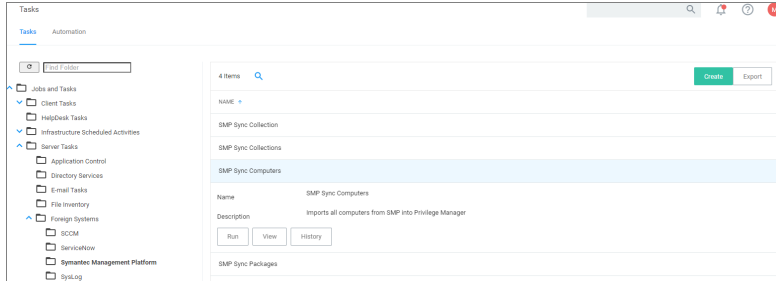 Tasks
M
Tasks
Automation
Find Folder
Jobs and Tasks
Client Tasks
HelpDesk Tasks
Infrastructure Scheduled Activities
Server Tasks
Application Control
Directory Services
E-mail Tasks
File Inventory
Foreign Systems
SCCM
ServiceNow
Symantec Management Platform
SysLog
4 Items
Create
Export
NAME
SMP Sync Collection
SMP Sync Collections
SMP Sync Computers
Name SMP Sync Computers
Description Imports all computers from SMP into Privilege Manager
Run
View
History
SMP Sync Packages